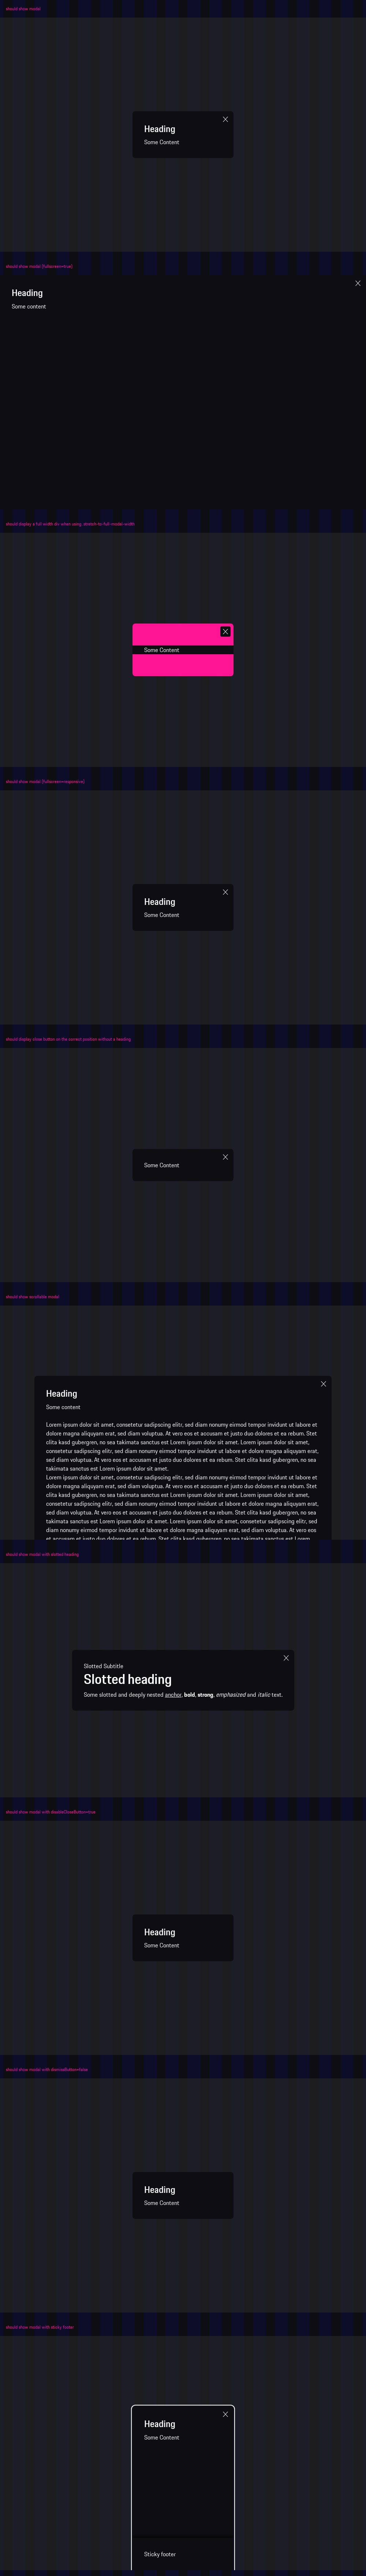 should show modal
Heading
Some Content
should show modal (fullscreen=true)
Heading
Some content
should display a full width div when using .stretch-to-full-modal-width
Some Content
should show modal (fullscreen=responsive)
Heading
Some Content
should display close button on the correct position without a heading
Some Content
should show scrollable modal
Heading
Some content
Lorem ipsum dolor sit amet, consetetur sadipscing elitr, sed diam nonumy eirmod tempor invidunt ut labore et
dolore magna aliquyam erat, sed diam voluptua. At vero eos et accusam et justo duo dolores et ea rebum. Stet
clita kasd gubergren, no sea takimata sanctus est Lorem ipsum dolor sit amet. Lorem ipsum dolor sit amet,
consetetur sadipscing elitr, sed diam nonumy eirmod tempor invidunt ut labore et dolore magna aliquyam erat,
sed diam voluptua. At vero eos et accusam et justo duo dolores et ea rebum. Stet clita kasd gubergren, no sea
takimata sanctus est Lorem ipsum dolor sit amet.
Lorem ipsum dolor sit amet, consetetur sadipscing elitr, sed diam nonumy eirmod tempor invidunt ut labore et
dolore magna aliquyam erat, sed diam voluptua. At vero eos et accusam et justo duo dolores et ea rebum. Stet
clita kasd gubergren, no sea takimata sanctus est Lorem ipsum dolor sit amet. Lorem ipsum dolor sit amet,
consetetur sadipscing elitr, sed diam nonumy eirmod tempor invidunt ut labore et dolore magna aliquyam erat,
sed diam voluptua. At vero eos et accusam et justo duo dolores et ea rebum. Stet clita kasd gubergren, no sea
takimata sanctus est Lorem ipsum dolor sit amet. Lorem ipsum dolor sit amet, consetetur sadipscing elitr, sed
diam nonumy eirmod tempor invidunt ut labore et dolore magna aliquyam erat, sed diam voluptua. At vero eos
et accusam et justo duo dolores et ea rebum. Stet clita kasd gubergren, no sea takimata sanctus est Lorem
should show modal with slotted heading
Slotted Subtitle
Slotted heading
Some slotted and deeply nested anchor, bold, strong, emphasized and italic text.
should show modal with disableCloseButton=true
Heading
Some Content
should show modal with dismissButton=false
Heading
Some Content
should show modal with sticky footer
Heading
Some Content
Sticky footer